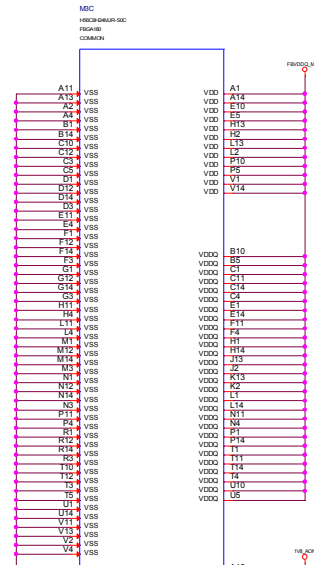 M3C
H56C8H24MJR-S0C
FBGA180
COMMON
A11 VSS
A13 VSS
A2 VSS
A4 VSS
B1 VSS
B14 VSS
C10 VSS
C12 VSS
C3 VSS
C5 VSS
D1 VSS
D12 VSS
D14 VSS
D3 VSS
E11 VSS
E4 VSS
F1 VSS
F12 VSS
F14 VSS
F3 VSS
G1 VSS
G12 VSS
G14 VSS
G3 VSS
H11 VSS
H4 VSS
L11 VSS
L4 VSS
M1 VSS
M12 VSS
M14 VSS
M3 VSS
N1 VSS
N12 VSS
N14 VSS
N3 VSS
P11 VSS
P4 VSS
R1 VSS
R12 VSS
R14 VSS
R3 VSS
T10 VSS
T12 VSS
T3 VSS
T5 VSS
U1 VSS
U14 VSS
V11 VSS
V13 VSS
V2 VSS
V4 VSS
VDD A1
VDD A14
VDD E10
VDD E5
VDD H13
VDD H2
VDD L13
VDD L2
VDD P10
VDD P5
VDD V1
VDD V14
VDDQ B10
VDDQ B5
VDDQ C1
VDDQ C11
VDDQ C14
VDDQ C4
VDDQ E1
VDDQ E14
VDDQ F11
VDDQ F4
VDDQ H1
VDDQ H14
VDDQ J13
VDDQ J2
VDDQ K13
VDDQ K2
VDDQ L1
VDDQ L14
VDDQ N11
VDDQ N4
VDDQ P1
VDDQ P14
VDDQ T1
VDDQ T11
VDDQ T14
VDDQ T4
VDDQ U10
VDDQ U5